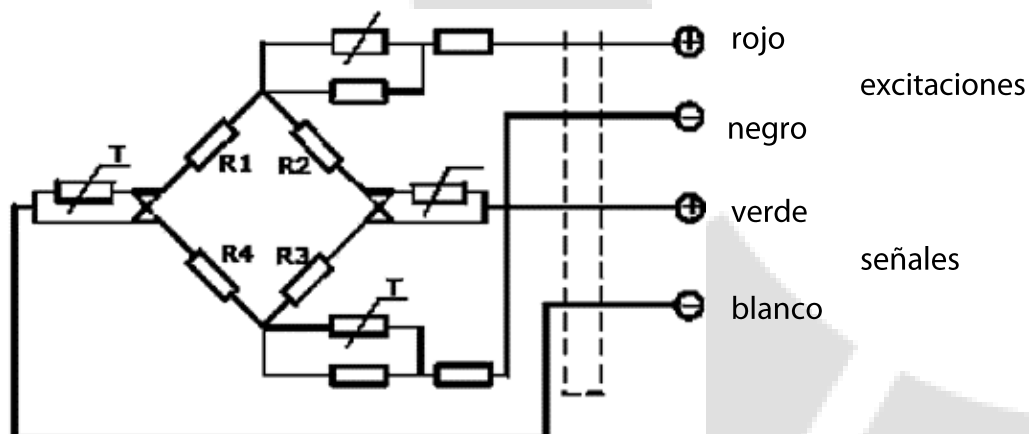 rojo
excitaciones
negro
T
R1
R2
verde
R4
R3
señales
T
blanco